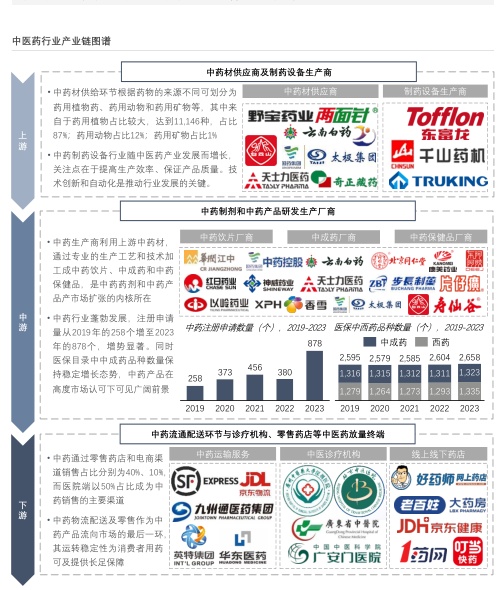 中医药行业产业链图谱
上游
中药材供应商及制药设备生产商
• 中药材供给环节根据药物的来源不同可划分为
药用植物药、药用动物和药用矿物等，其中来
自于药用植物占比较大，达到11,146种，占比
87%；药用动物占比12%；药用矿物占比1%
• 中药制药设备行业随中医药产业发展而增长，
关注点在于提高生产效率、保证产品质量。技
术创新和自动化是推动行业发展的关键。
中药材供应商
野宝药业 两面针
云南白药
太极集团
天士力医药
TASLY PHARMA
奇正藏药
制药设备生产商
Tofflon
东富龙
千山药机
CHINSUN
TRUKING
中游
中药制剂和中药产品研发生产厂商
• 中药生产商利用上游中药材，
通过专业的生产工艺和技术加
工成中药饮片、中成药和中药
保健品，是中药药剂和中药产
品产市场扩张的内核所在
• 中药行业蓬勃发展，注册申请
量从2019年的258个增至2023
年的878个，增势显著。同时
医保目录中中成药品种数量保
持稳定增长态势，中药产品在
高度市场认可下可见广阔前景
中药饮片厂商
中成药厂商
中药保健品厂商
華潤江中
CR JIANGZHONG
中药控股
云南白药
北京同仁堂
KANGMEI
康美药业
红日药业
神威药业
SHINEWAY
天士力医药
TASLY PHARMA
ZBT 步長制薬
BUCHANG PHARMA
片仔癀
以岭药业
XPH
香雪
太极集团
寿仙谷
中药注册申请数量（个），2019-2023
258
373
456
380
878
2019 2020 2021 2022 2023
医保中西药品种数量（个），2019-2023
中成药 西药
2,595 2,579 2,585 2,604 2,658
1,316 1,315 1,312 1,311 1,323
1,279 1,264 1,273 1,293 1,335
2019 2020 2021 2022 2023
下游
中药流通配送环节与诊疗机构、零售药店等中医药放量终端
• 中药通过零售药店和电商渠
道销售占比分别为40%、10%,
而医院端以50%占比成为中
药销售的主要渠道
• 中药物流配送及零售作为中
药产品流向市场的最后一环,
其运转稳定性为消费者用药
可及提供长足保障
中药运输服务
SF EXPRESS
JDL
京东物流
九州通医药集团
JOINTOWN PHARMACEUTICAL GROUP
英特集团
INT'L GROUP
华东医药
HUADONG MEDICINE
中医诊疗机构
廣東省中醫院
中国中医科学院
广安门医院
线上线下药店
好药师 网上药店
老百姓 大药房
LBX PHARMACY
JDH 京东健康
1药网
叮当快药